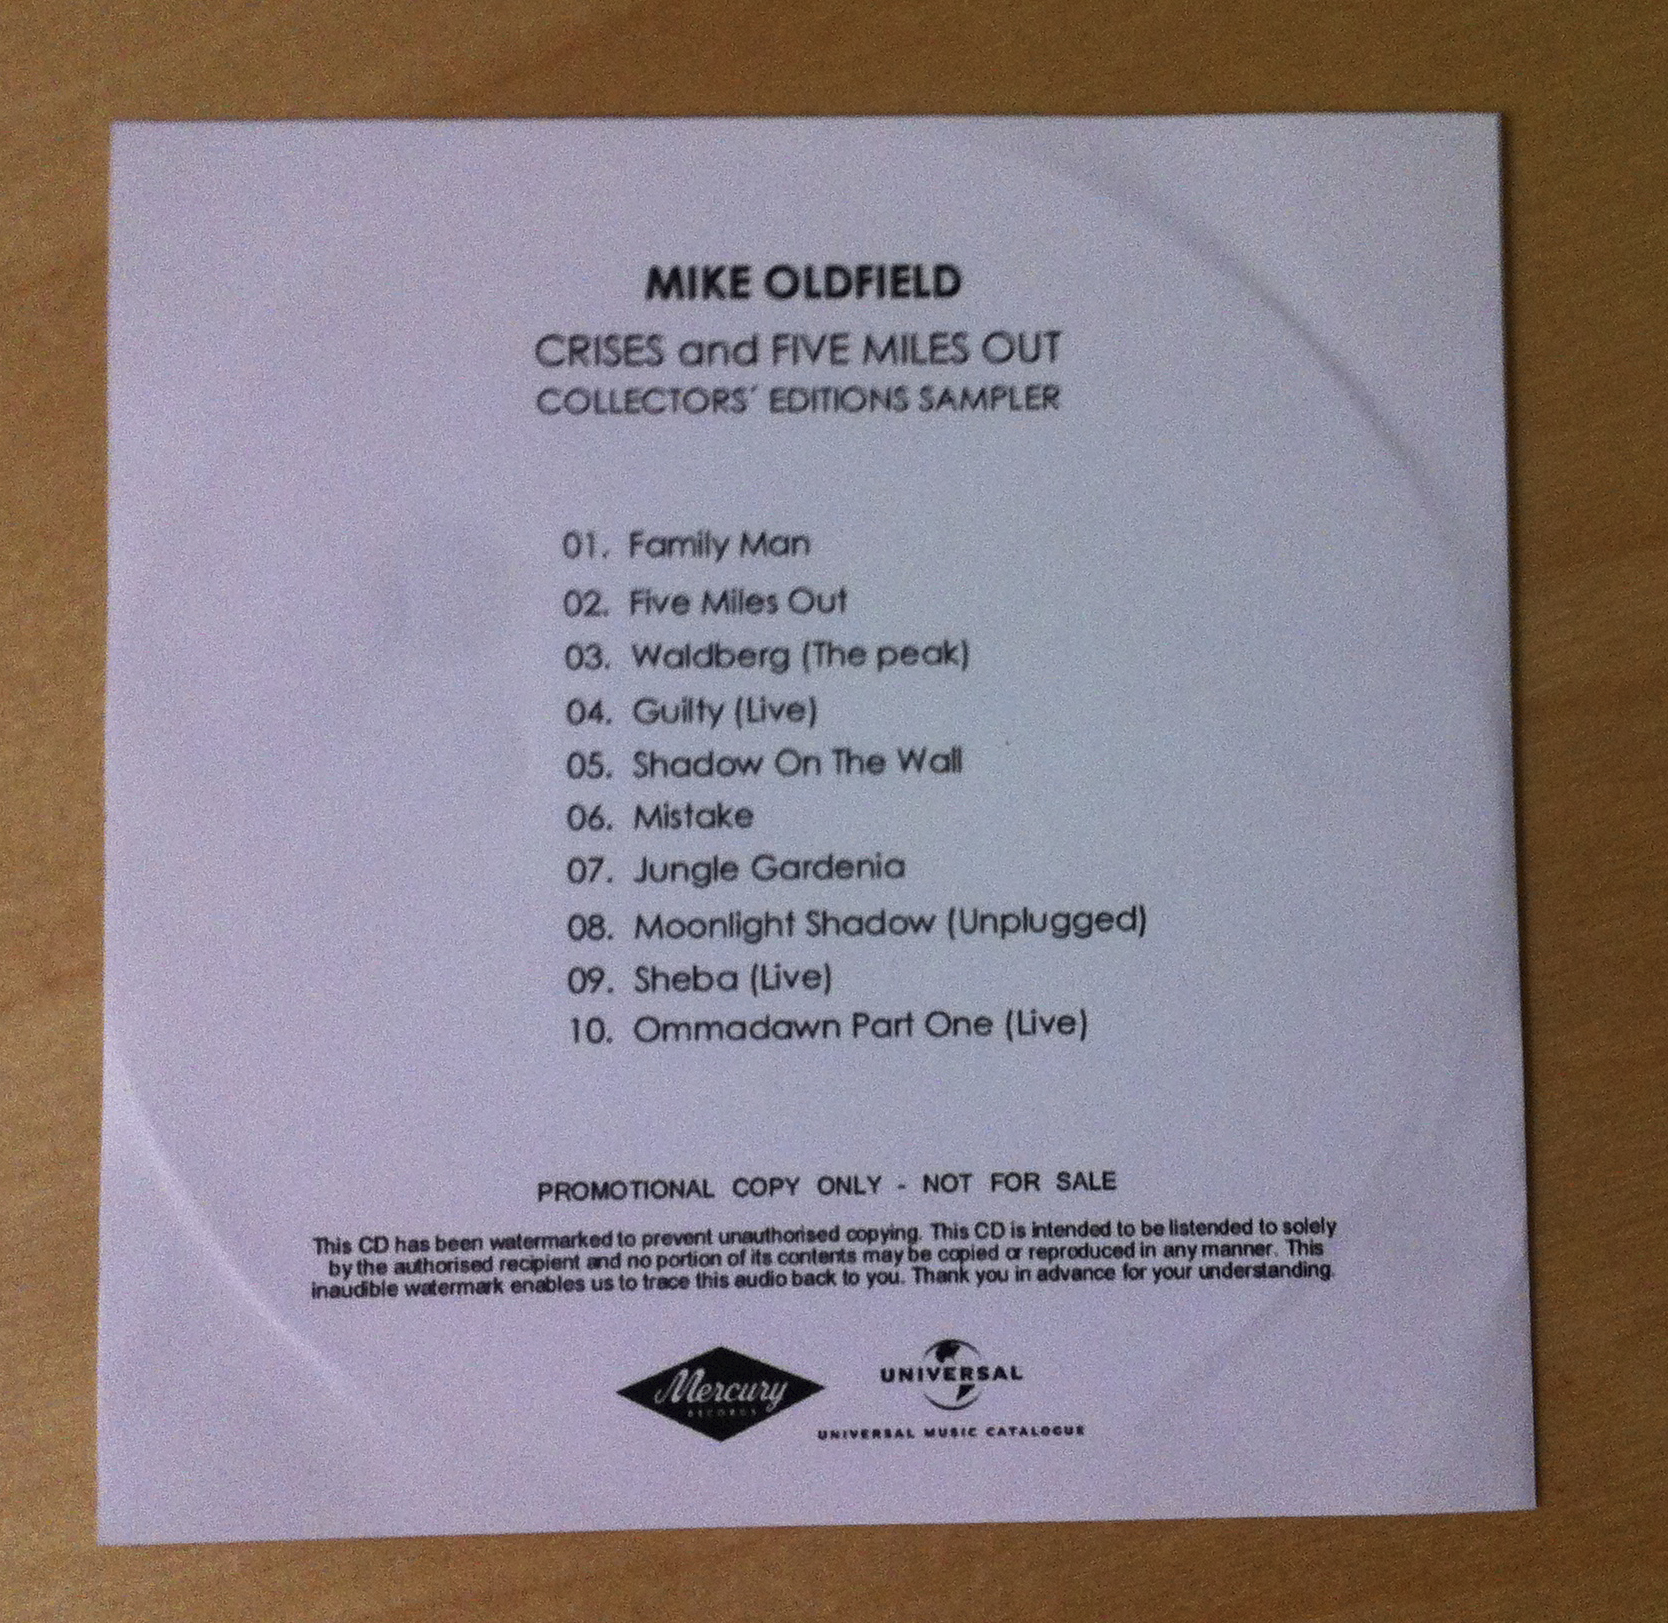 MIKE OLDFIELD
CRISES and FIVE MILES OUT
COLLECTORS' EDITIONS SAMPLER
01. Family Man
02. Five Miles Out
03. Waldberg (The peak)
04. Guilty (Live)
05. Shadow On The Wall
06. Mistake
07. Jungle Gardenia
08. Moonlight Shadow (Unplugged)
09. Sheba (Live)
10. Ommadawn Part One (Live)
PROMOTIONAL COPY ONLY - NOT FOR SALE
This CD has been watermarked to prevent unauthorised copying. This CD is intended to be listended to solely
by the authorised recipient and no portion of its contents may be copied or reproduced in any manner. This
inaudible watermark enables us to trace this audio back to you. Thank you in advance for your understanding.
Mercury
RECORDS
UNIVERSAL
UNIVERSAL MUSIC CATALOGUE